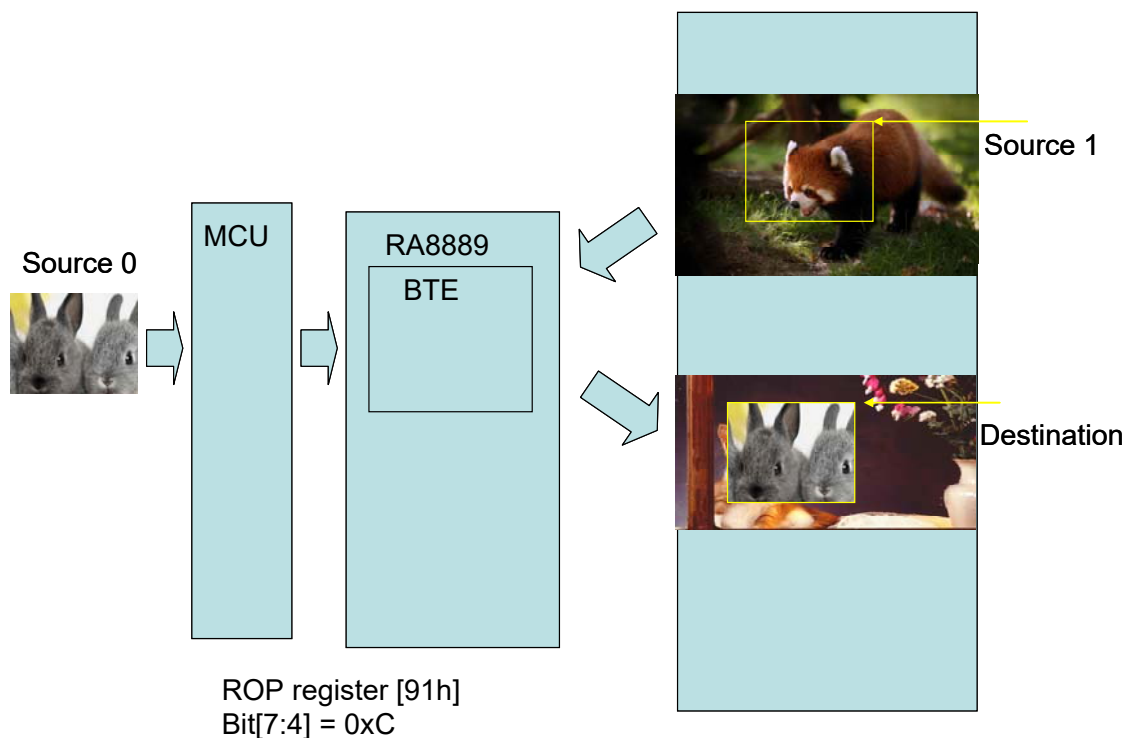 Source 1
MCU
RA8889
BTE
Source 0
Destination
ROP register [91h]
Bit[7:4] = 0xC